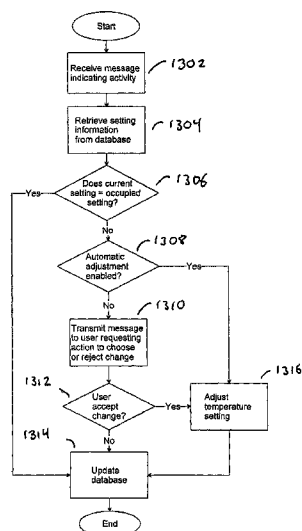 Start
Receive message
indicating activity
1302
Retrieve setting
information
from database
1304
Does current
setting = occupied
setting?
1306
Yes
No
Automatic
adjustment
enabled?
1308
Yes
No
Transmit message
to user requesting
action to choose
or reject change
1310
1312
User
accept
change?
Yes
Adjust
temperature
setting
1316
No
1314
Update
database
End